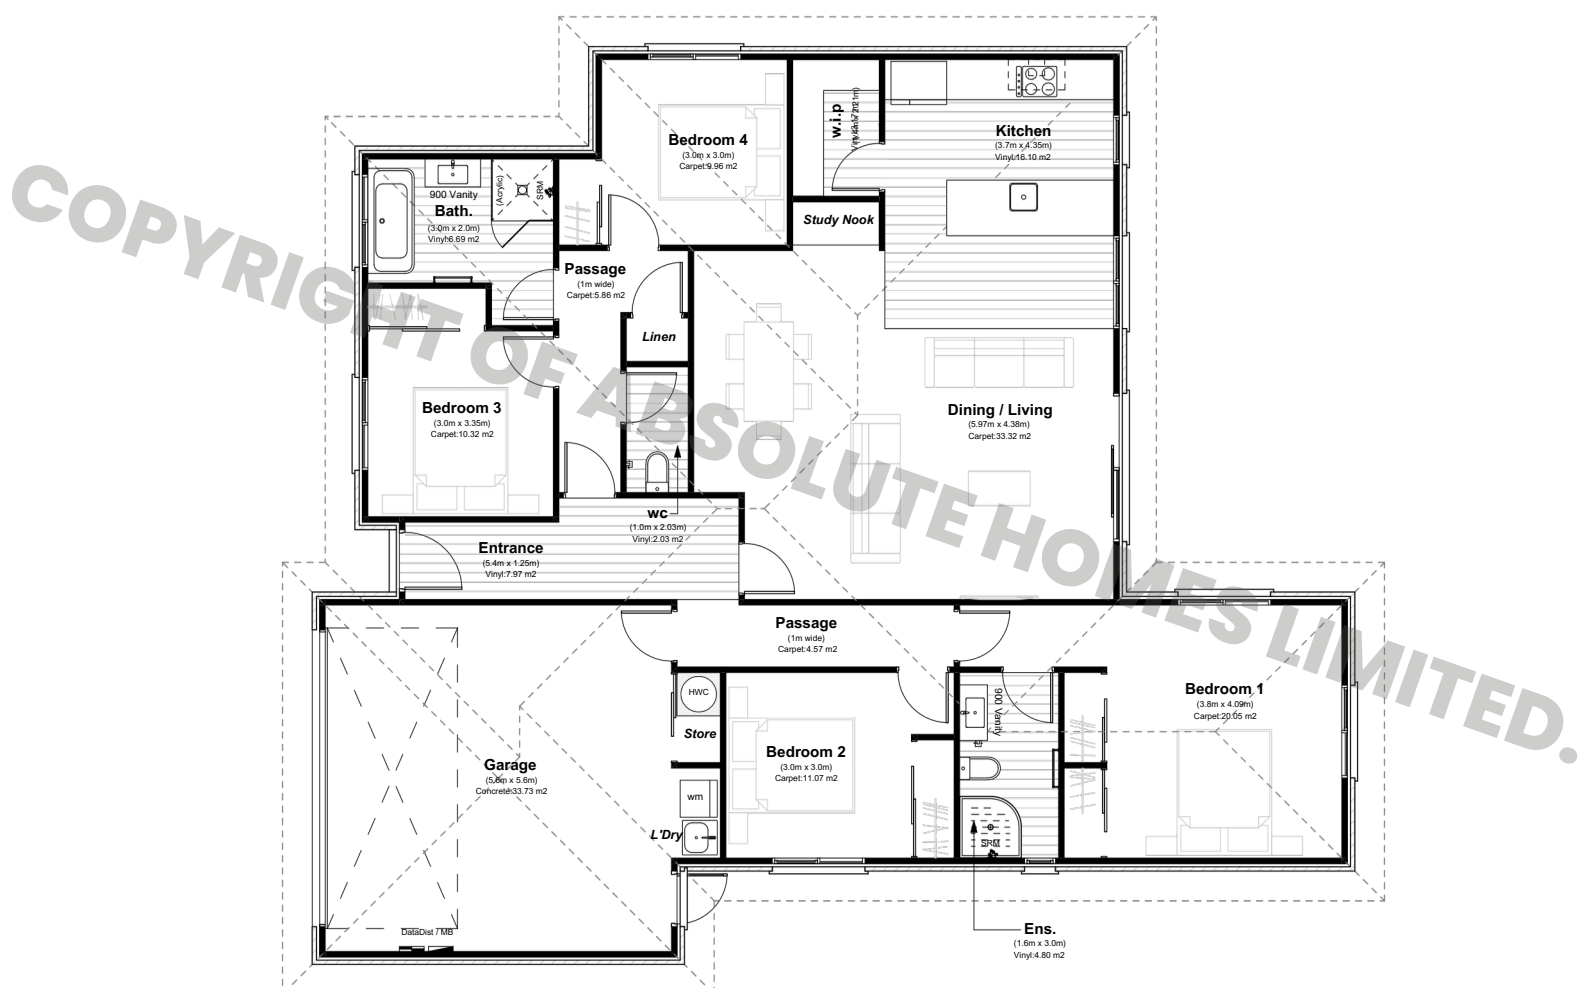 Bedroom 4
(3.0m x 3.0m)
Carpet:9.96 m2
w.i.p
Kitchen
(3.7m x 4.35m)
Vinyl:16.10 m2
900 Vanity
Bath.
(3.0m x 2.0m)
Vinyl:6.69 m2
(Acrylic)
SRM
Study Nook
Passage
(1m wide)
Carpet:5.86 m2
Linen
Bedroom 3
(3.0m x 3.35m)
Carpet:10.32 m2
Dining / Living
(5.97m x 4.38m)
Carpet:33.32 m2
wc
(1.0m x 2.03m)
Vinyl:2.03 m2
Entrance
(5.4m x 1.25m)
Vinyl:7.97 m2
Passage
(1m wide)
Carpet:4.57 m2
HWC
Store
900 Vanity
Bedroom 1
(3.8m x 4.09m)
Carpet:20.05 m2
Bedroom 2
(3.0m x 3.0m)
Carpet:11.07 m2
Garage
x 5.6m)
Concrete:33.73 m2
wm
L'Dry
SRM
DataDist / MB
Ens.
(1.6m x 3.0m)
Vinyl:4.80 m2
COPYRIGHT OF ABSOLUTE HOMES LIMITED.